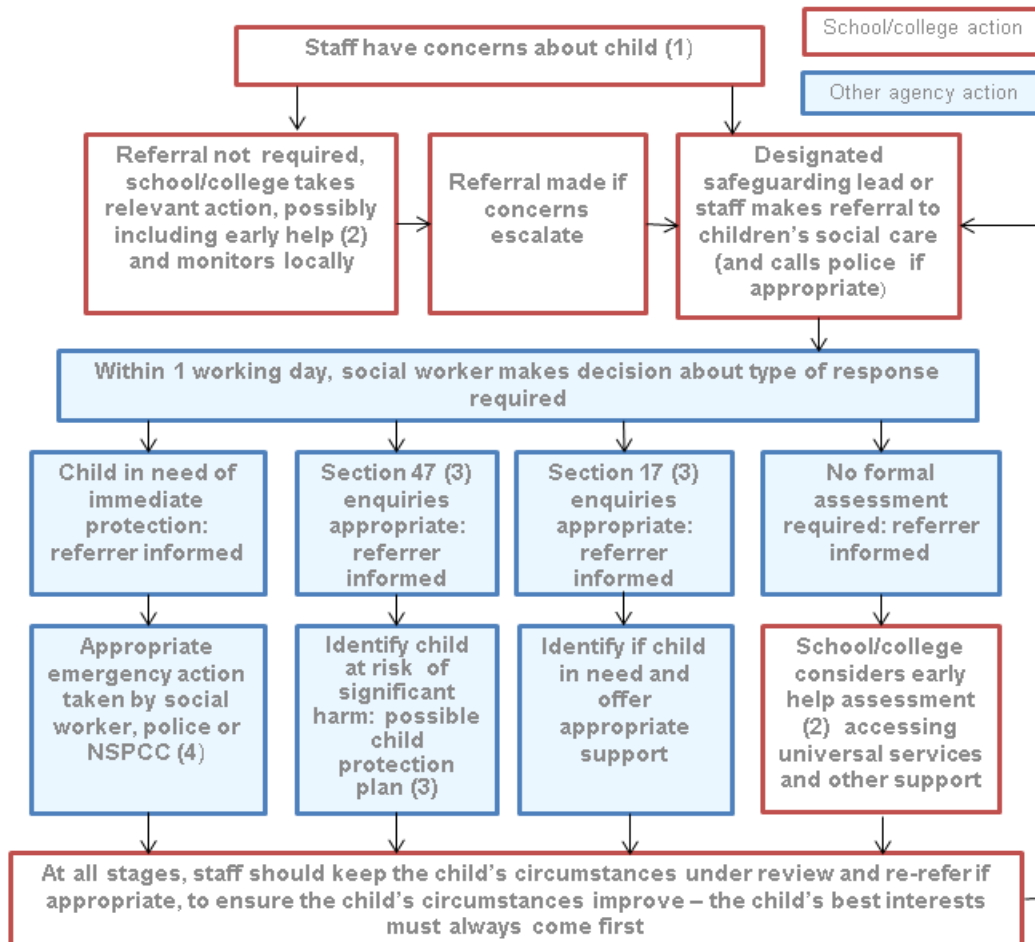 Staff have concerns about child (1)
School/college action
Other agency action
Referral not required,
school/college takes
relevant action, possibly
including early help (2)
and monitors locally
Referral made if
concerns
escalate
Designated
safeguarding lead or
staff makes referral to
children’s social care
(and calls police if
appropriate)
Within 1 working day, social worker makes decision about type of response
required
Child in need of
immediate
protection:
referrer informed
Section 47 (3)
enquiries
appropriate:
referrer
informed
Section 17 (3)
enquiries
appropriate:
referrer
informed
No formal
assessment
required: referrer
informed
Appropriate
emergency action
taken by social
worker, police or
NSPCC (4)
Identify child
at risk of
significant
harm: possible
child
protection
plan (3)
Identify if child
in need and
offer
appropriate
support
School/college
considers early
help assessment
(2) accessing
universal services
and other support
At all stages, staff should keep the child’s circumstances under review and re-refer if
appropriate, to ensure the child’s circumstances improve – the child’s best interests
must always come first